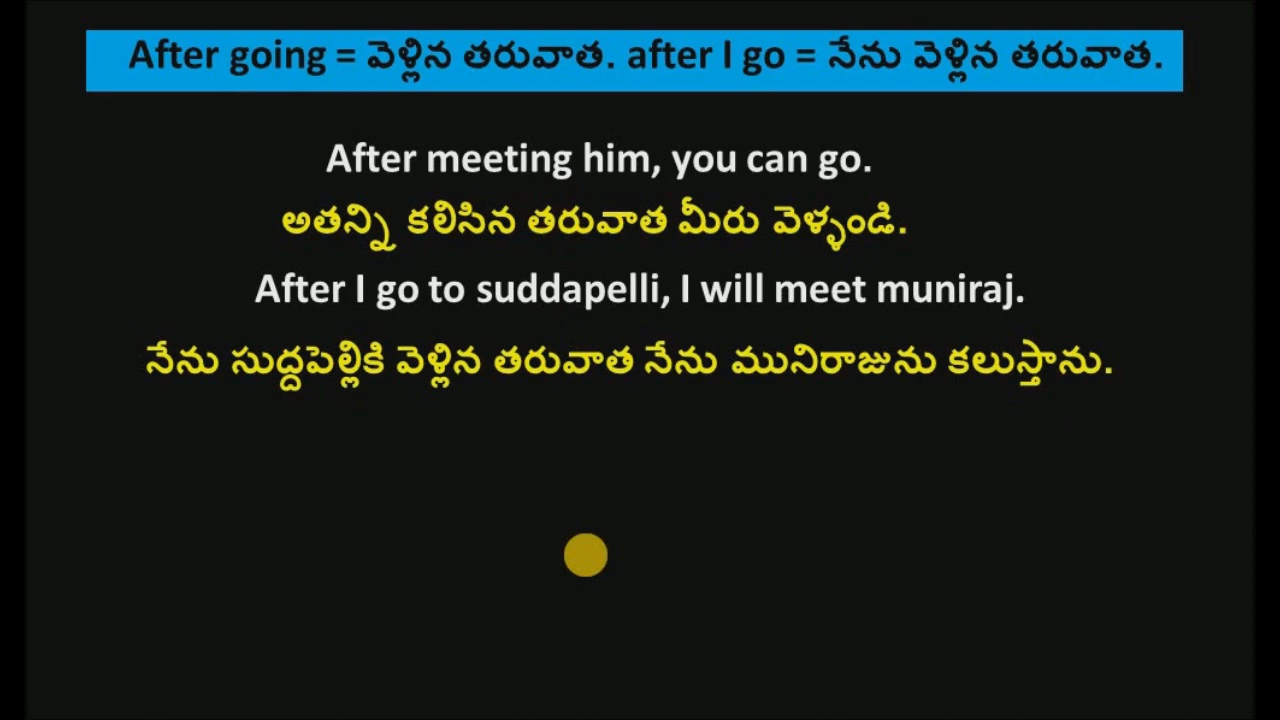 After going = వెళ్లిన తరువాత. after I go = నేను వెళ్లిన తరువాత.
After meeting him, you can go.
అతన్ని కలిసిన తరువాత మీరు వెళ్ళండి.
After I go to suddapelli, I will meet muniraj.
నేను సుద్దపెల్లికి వెళ్లిన తరువాత నేను మునిరాజును కలుస్తాను.